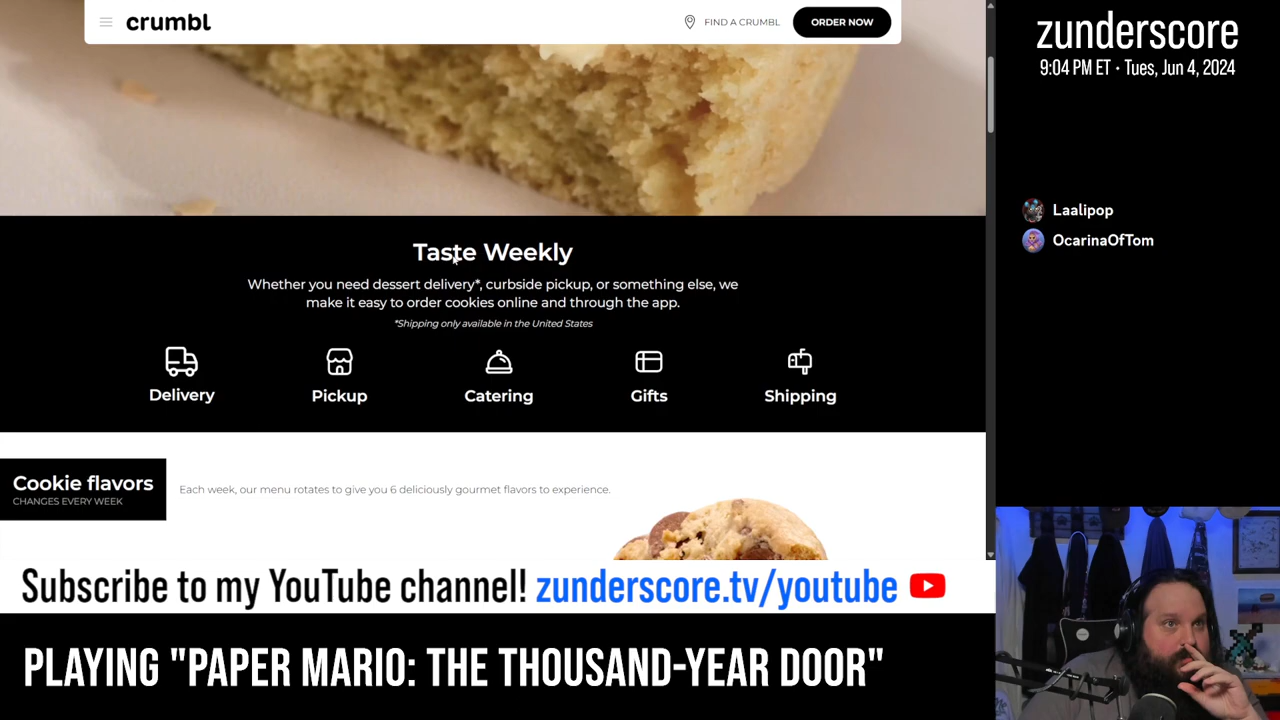 crumbl
FIND A CRUMBL
ORDER NOW
zunderscore
9:04 PM ET · Tues, Jun 4, 2024
Laalipop
OcarinaOfTom
Taste Weekly
Whether you need dessert delivery*, curbside pickup, or something else, we
make it easy to order cookies online and through the app.
*Shipping only available in the United States
Delivery
Pickup
Catering
Gifts
Shipping
Cookie flavors
CHANGES EVERY WEEK
Each week, our menu rotates to give you 6 deliciously gourmet flavors to experience.
Subscribe to my YouTube channel! zunderscore.tv/youtube
PLAYING "PAPER MARIO: THE THOUSAND-YEAR DOOR"